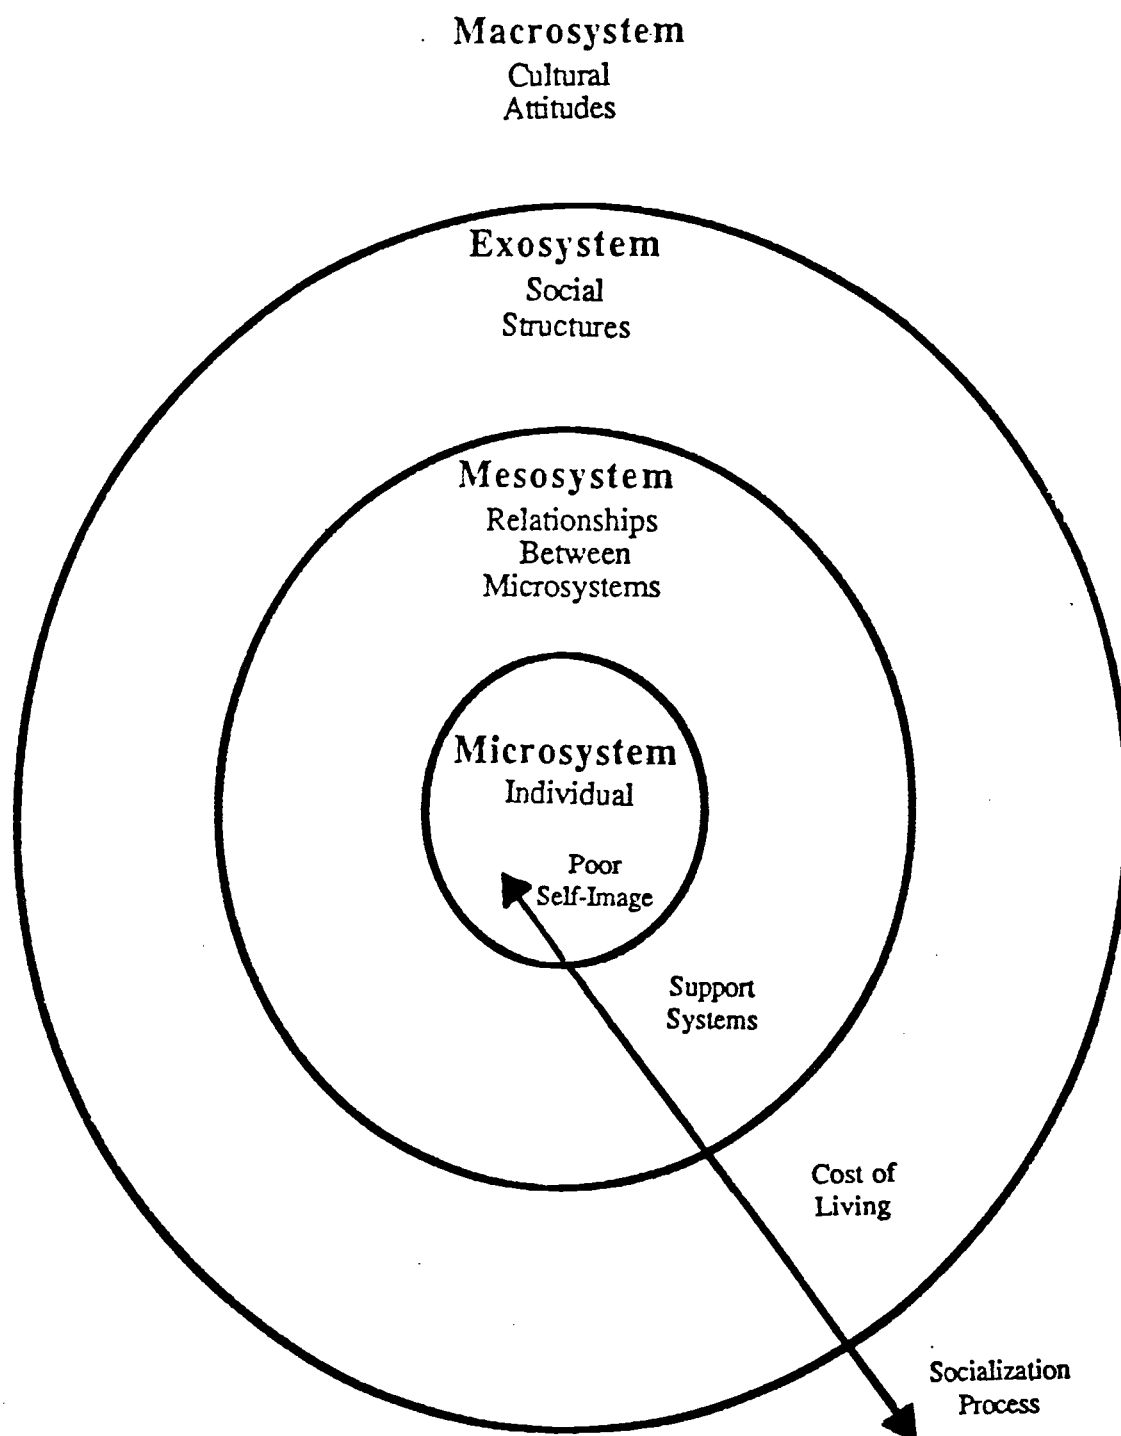 Macrosystem
Cultural
Attitudes
Exosystem
Social
Structures
Mesosystem
Relationships
Between
Microsystems
Microsystem
Individual
Poor
Self-Image
Support
Systems
Cost of
Living
Socialization
Process